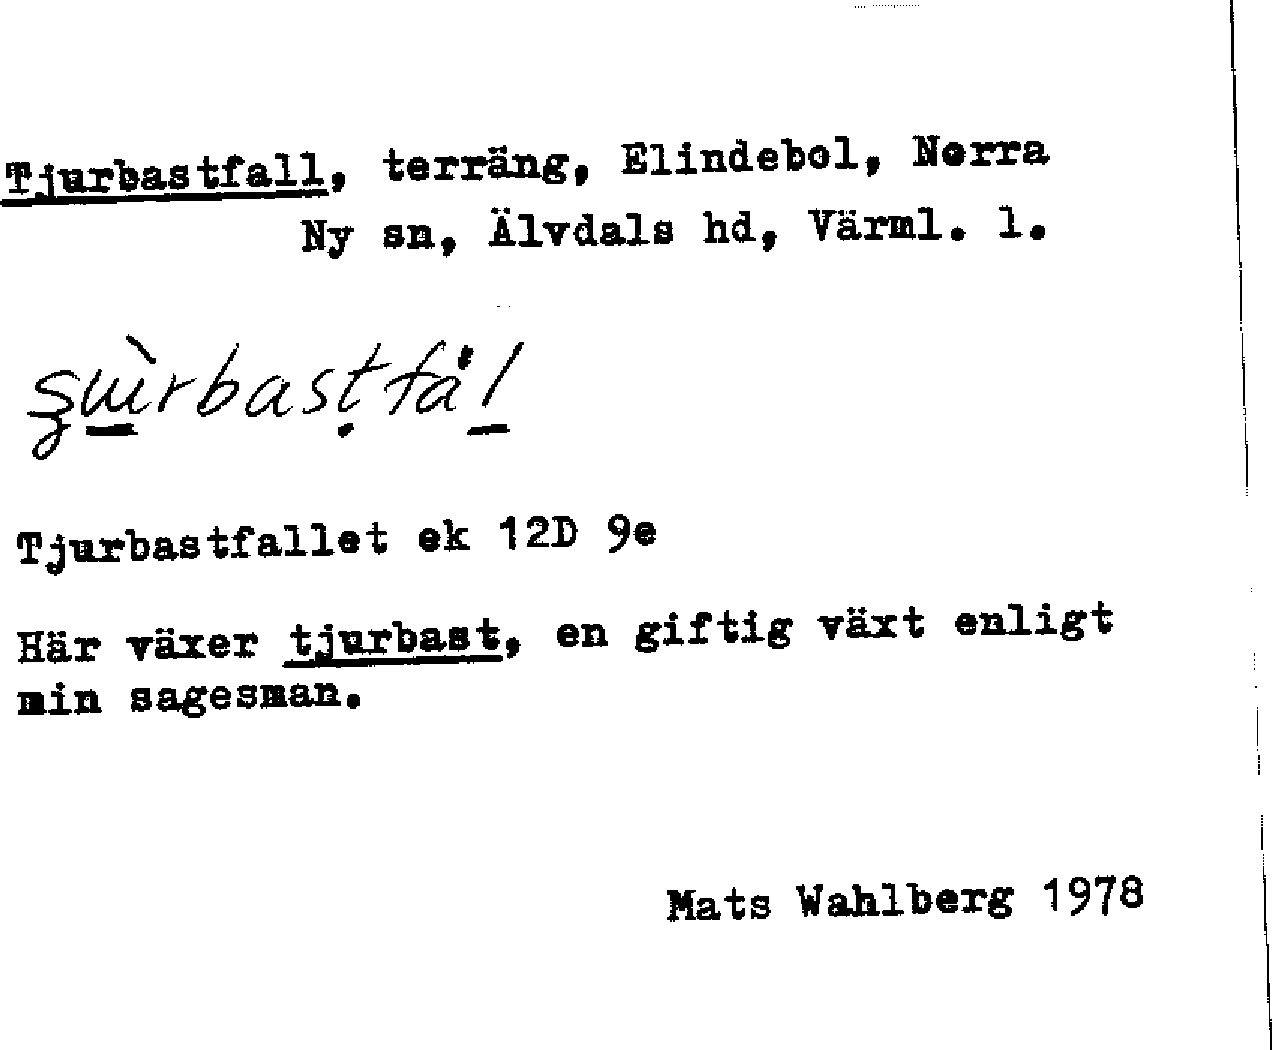 Tjurbastfall, terräng, Elindebol, Norra
Ny sn, Älvdals hd, Värml. l.
Tjurbastfallet ek 12D 9e
Här växer tjurbast, en giftig växt enligt
min sagesman.
Mats Wahlberg 1978